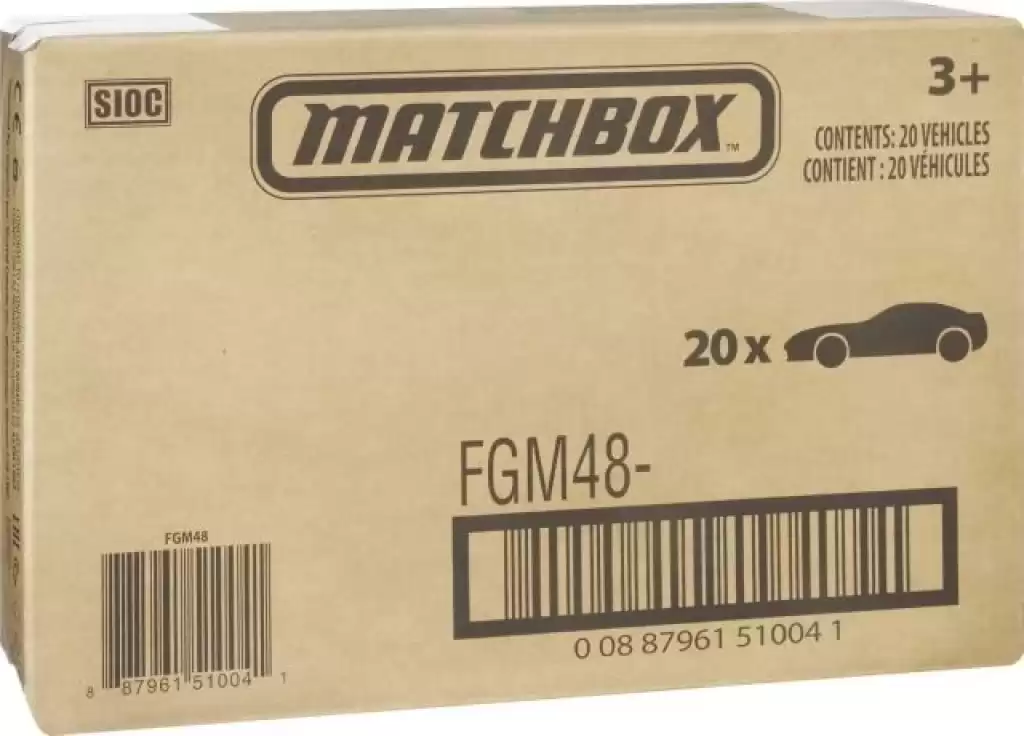 SIOC
MATCHBOX™
3+
CONTENTS: 20 VEHICLES
CONTIENT : 20 VÉHICULES
20 x
FGM48-
0 08 87961 51004 1
FGM48
8 87961 51004 1